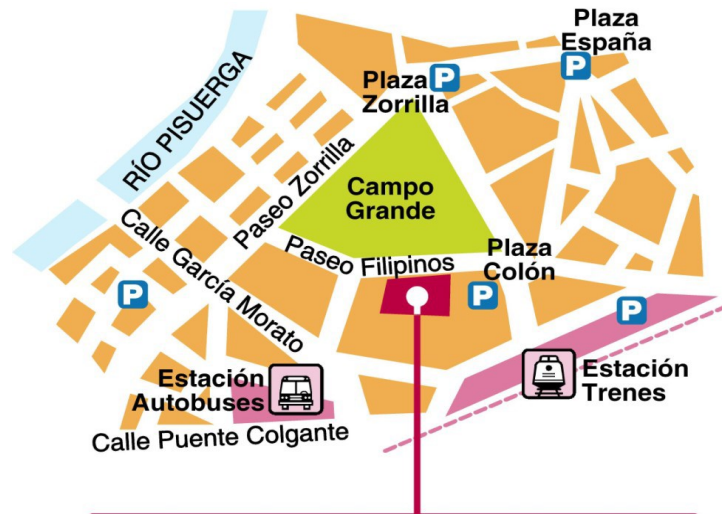 Plaza
España
P
P
Plaza
Zorrilla
RÍO PISUERGA
Paseo Zorrilla
Campo
Grande
Calle García Morato
Paseo Filipinos
Plaza
Colón
P
P
P
Estación
Autobuses
Estación
Trenes
Calle Puente Colgante